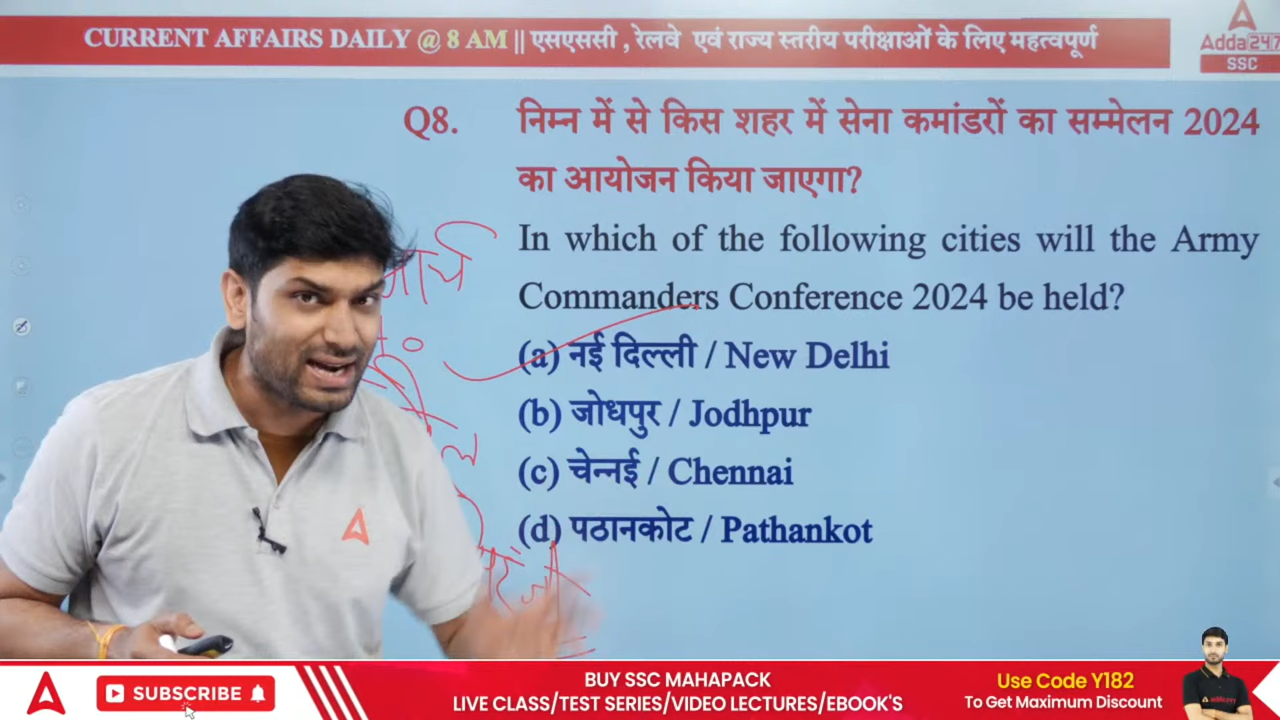 CURRENT AFFAIRS DAILY @ 8 AM || एसएससी , रेलवे एवं राज्य स्तरीय परीक्षाओं के लिए महत्वपूर्ण
Adda247
SSC
Q8. निम्न में से किस शहर में सेना कमांडरों का सम्मेलन 2024
का आयोजन किया जाएगा?
In which of the following cities will the Army
Commanders Conference 2024 be held?
(a) नई दिल्ली / New Delhi
(b) जोधपुर / Jodhpur
(c) चेन्नई / Chennai
(d) पठानकोट / Pathankot
SUBSCRIBE
BUY SSC MAHAPACK
LIVE CLASS/TEST SERIES/VIDEO LECTURES/EBOOK'S
Use Code Y182
To Get Maximum Discount